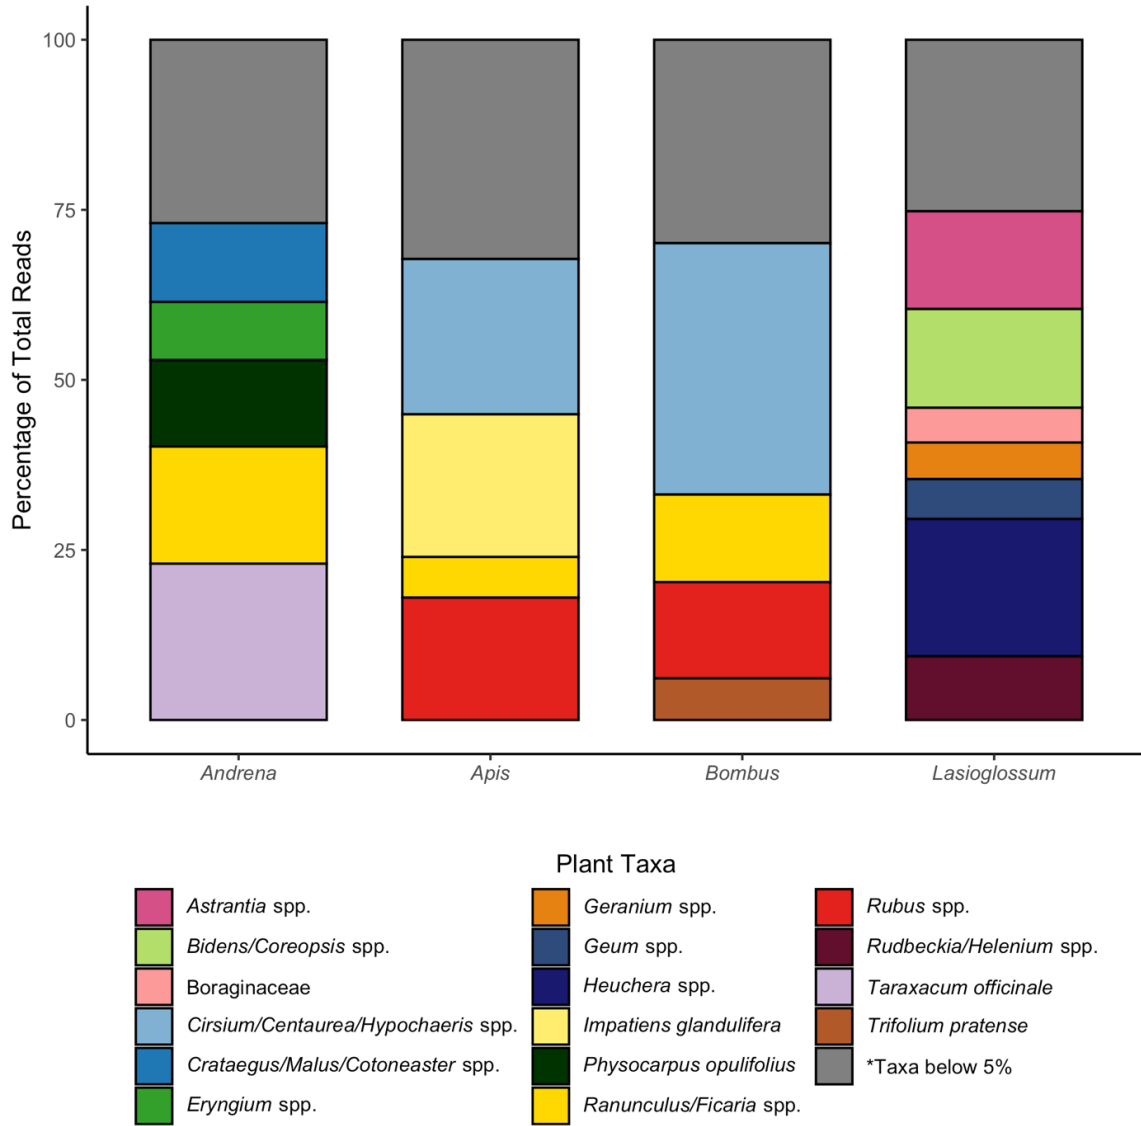 100
75
50
25
0
Percentage of Total Reads
Andrena Apis Bombus Lasioglossum
Plant Taxa
Astrantia spp.
Bidens/Coreopsis spp.
Boraginaceae
Cirsium/Centaurea/Hypochaeris spp.
Crataegus/Malus/Cotoneaster spp.
Eryngium spp.
Geranium spp.
Geum spp.
Heuchera spp.
Impatiens glandulifera
Physocarpus opulifolius
Ranunculus/Ficaria spp.
Rubus spp.
Rudbeckia/Helenium spp.
Taraxacum officinale
Trifolium pratense
*Taxa below 5%